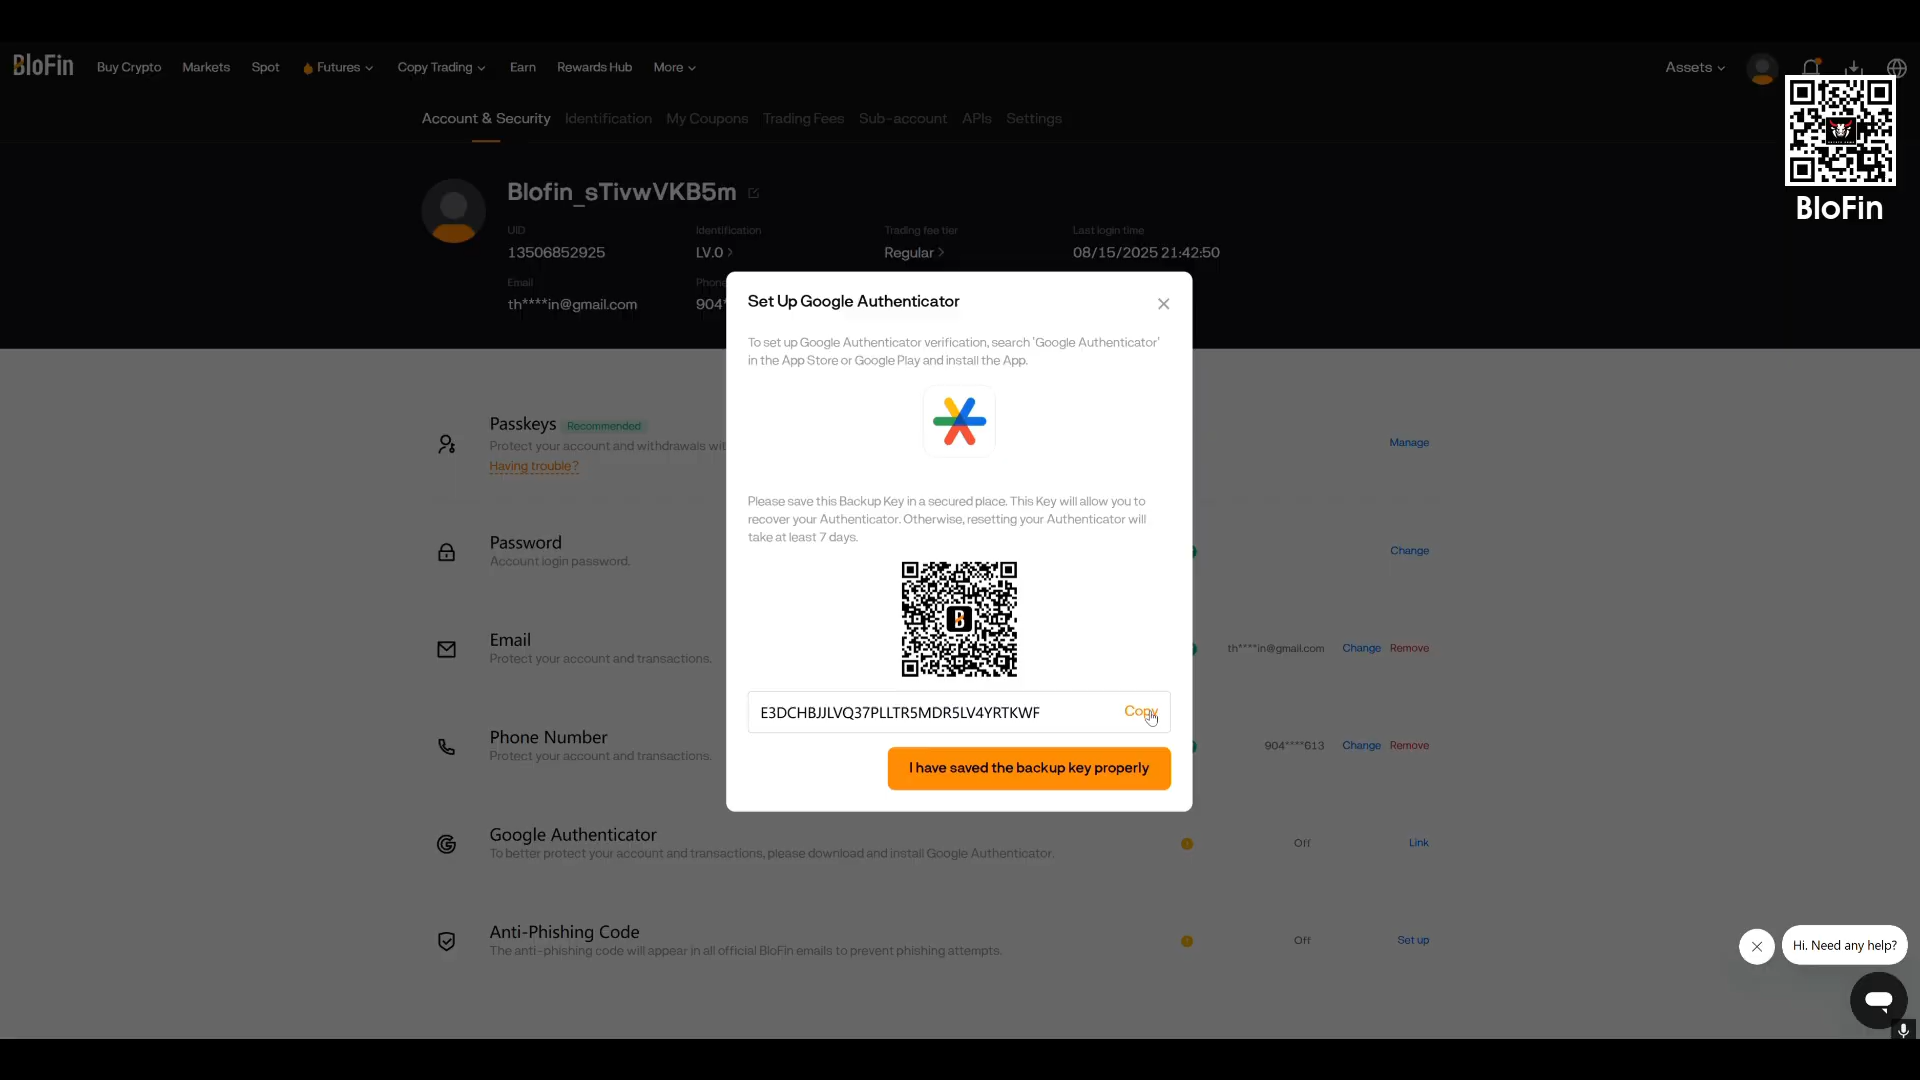 BloFin
Buy Crypto Markets Spot Futures Copy Trading Earn Rewards Hub More Assets
Account & Security Identification My Coupons Trading Fees Sub-account APIs Settings
BloFin
Blofin_sTivwVKB5m
UID Identification Trading fee tier Last login time
13506852925 LV.0 Regular 08/15/2025 21:42:50
Email Phone
th****in@gmail.com 904*
Set Up Google Authenticator
To set up Google Authenticator verification, search 'Google Authenticator'
in the App Store or Google Play and install the App.
Passkeys Recommended
Protect your account and withdrawals wit
Having trouble?
Manage
Please save this Backup Key in a secured place. This Key will allow you to
recover your Authenticator. Otherwise, resetting your Authenticator will
take at least 7 days.
Password
Account login password.
Change
Email
Protect your account and transactions.
th****in@gmail.com Change Remove
E3DCHBJJLVQ37PLLTR5MDR5LV4YRTKWF Copy
Phone Number
Protect your account and transactions.
904****613 Change Remove
I have saved the backup key properly
Google Authenticator
To better protect your account and transactions, please download and install Google Authenticator.
Off Link
Anti-Phishing Code
The anti-phishing code will appear in all official BloFin emails to prevent phishing attempts.
Off Set up
Hi. Need any help?